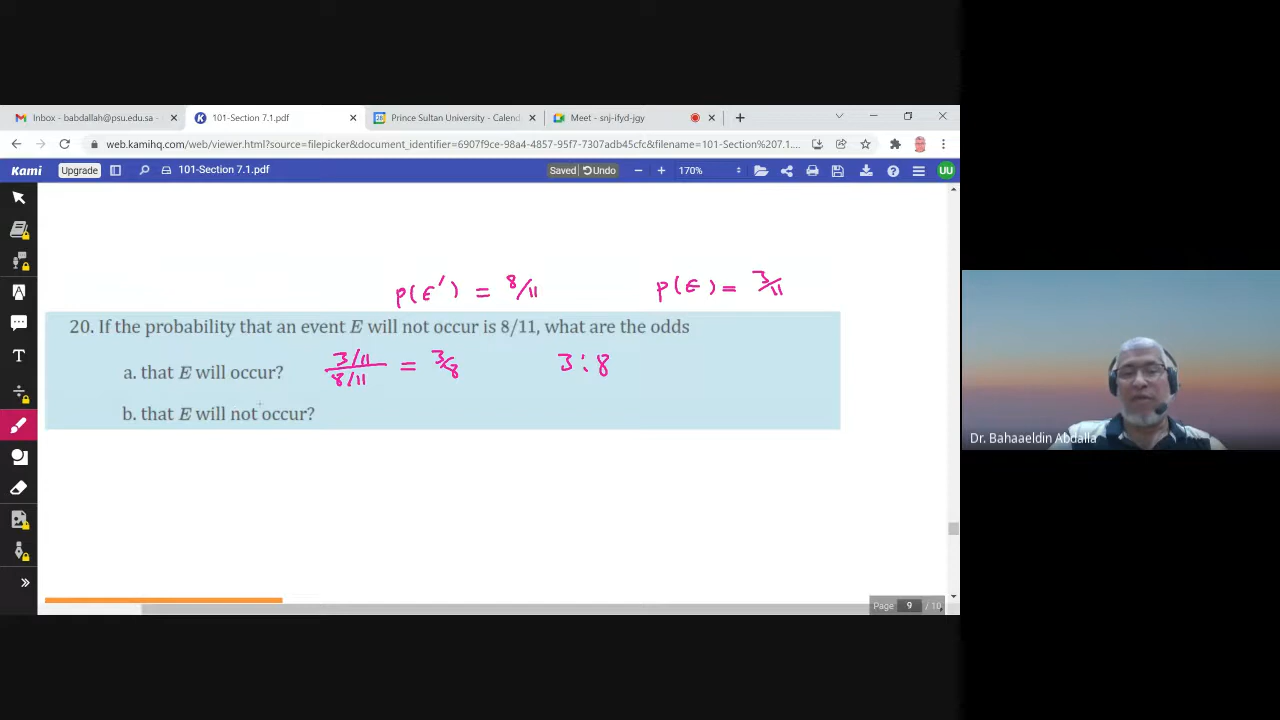 Inbox - babdallah@psu.edu.sa -
101-Section 7.1.pdf
Prince Sultan University - Calend
Meet - snj-ifyd-jgy
web.kamihq.com/web/viewer.html?source=filepicker&document_identifier=6907f9ce-98a4-4857-95f7-7307adb45cfc&filename=101-Section%207.1....
Kami
Upgrade
101-Section 7.1.pdf
Saved
Undo
170%
UU
P(E') = 8/11
P(E) = 3/11
20. If the probability that an event E will not occur is 8/11, what are the odds
a. that E will occur?
3/11
8/11
= 3/8
3:8
b. that E will not occur?
Dr. Bahaaeldin Abdalla
Page 9 / 10